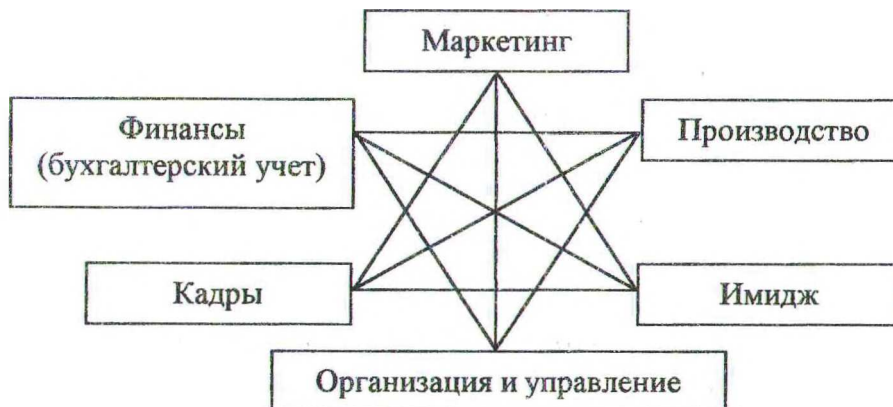 Маркетинг
Финансы
(бухгалтерский учет)
Производство
Кадры
Имидж
Организация и управление